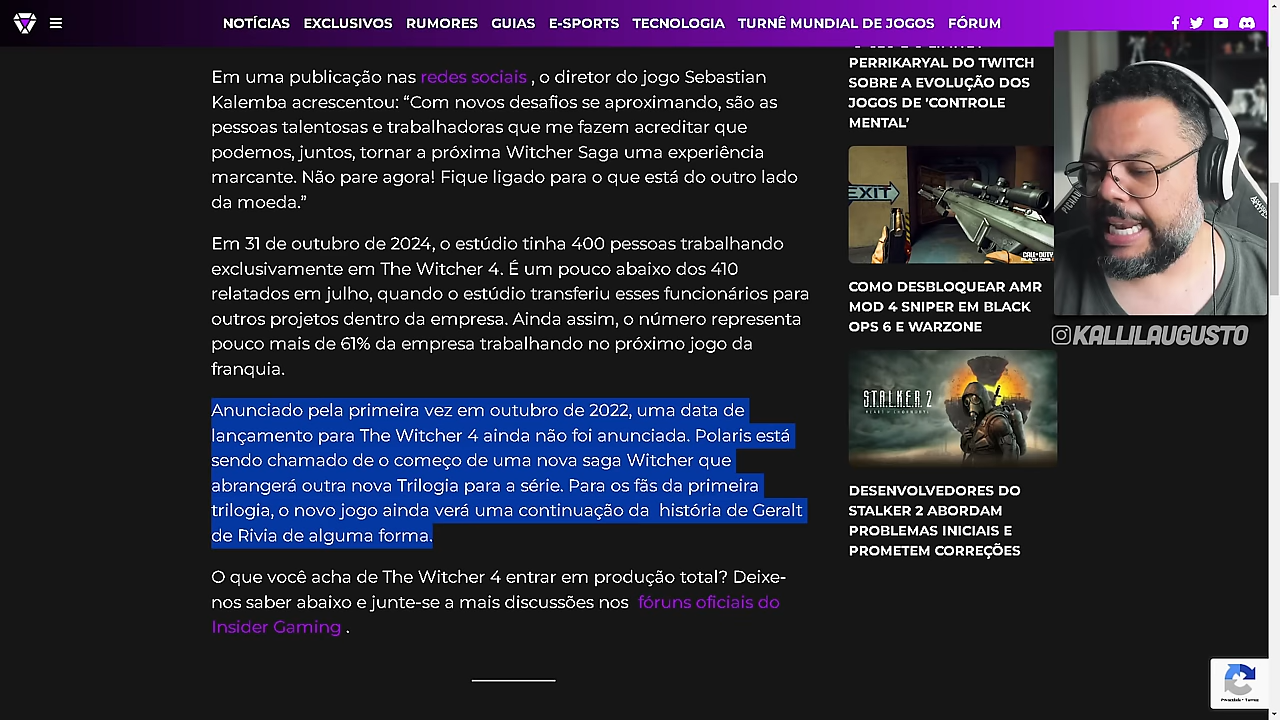 NOTÍCIAS EXCLUSIVOS RUMORES GUIAS E-SPORTS TECNOLOGIA TURNÊ MUNDIAL DE JOGOS FÓRUM
Em uma publicação nas redes sociais , o diretor do jogo Sebastian
Kalemba acrescentou: “Com novos desafios se aproximando, são as
pessoas talentosas e trabalhadoras que me fazem acreditar que
podemos, juntos, tornar a próxima Witcher Saga uma experiência
marcante. Não pare agora! Fique ligado para o que está do outro lado
da moeda.”
Em 31 de outubro de 2024, o estúdio tinha 400 pessoas trabalhando
exclusivamente em The Witcher 4. É um pouco abaixo dos 410
relatados em julho, quando o estúdio transferiu esses funcionários para
outros projetos dentro da empresa. Ainda assim, o número representa
pouco mais de 61% da empresa trabalhando no próximo jogo da
franquia.
Anunciado pela primeira vez em outubro de 2022, uma data de
lançamento para The Witcher 4 ainda não foi anunciada. Polaris está
sendo chamado de o começo de uma nova saga Witcher que
abrangerá outra nova Trilogia para a série. Para os fãs da primeira
trilogia, o novo jogo ainda verá uma continuação da história de Geralt
de Rivia de alguma forma.
O que você acha de The Witcher 4 entrar em produção total? Deixe-
nos saber abaixo e junte-se a mais discussões nos fóruns oficiais do
Insider Gaming .
PERRIKARYAL DO TWITCH
SOBRE A EVOLUÇÃO DOS
JOGOS DE 'CONTROLE
MENTAL'
EXIT
CALL OF DUTY
BLACK OPS
COMO DESBLOQUEAR AMR
MOD 4 SNIPER EM BLACK
OPS 6 E WARZONE
S.T.A.L.K.E.R. 2
DESENVOLVEDORES DO
STALKER 2 ABORDAM
PROBLEMAS INICIAIS E
PROMETEM CORREÇÕES
KALLILAUGUSTO